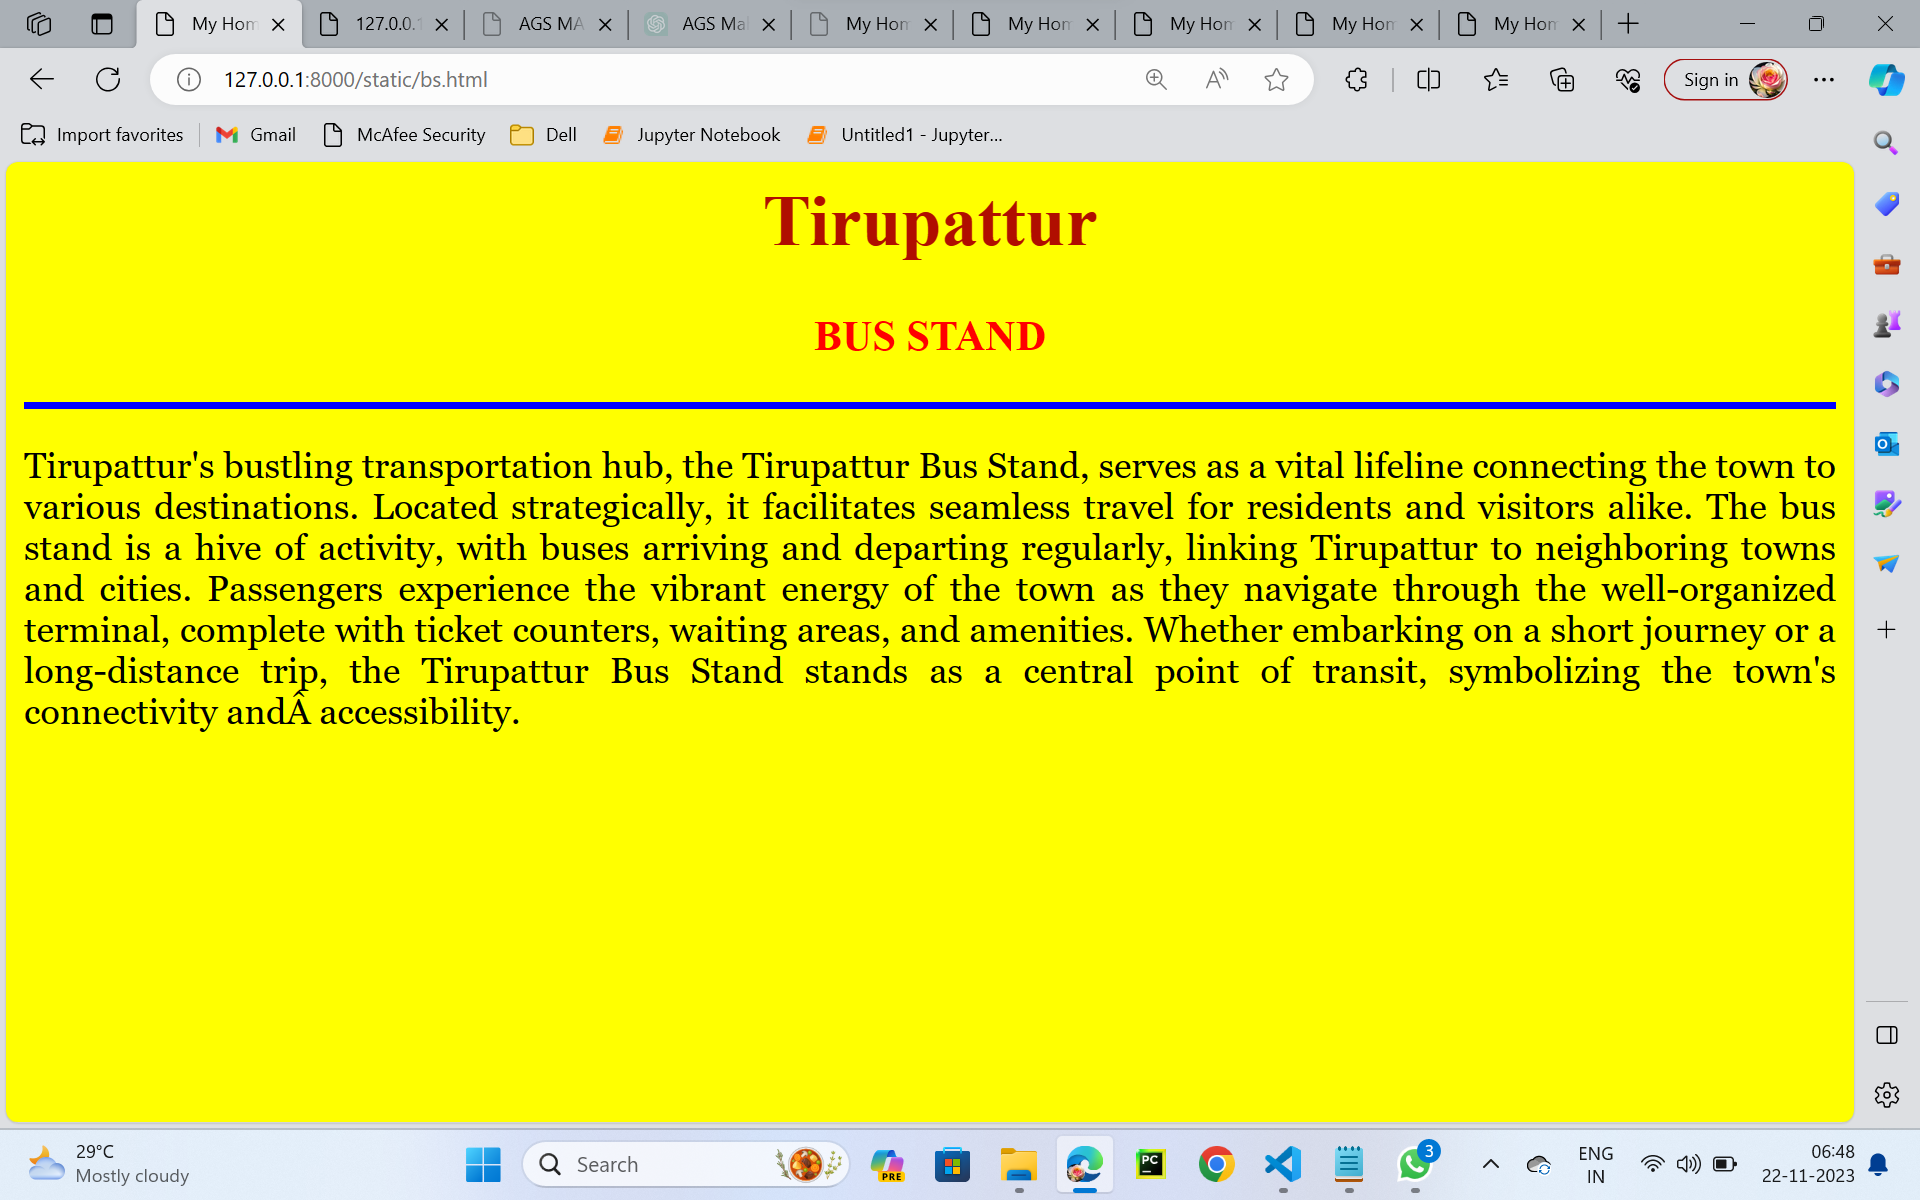 My Hom
127.0.0.1
AGS MA
AGS Mal
My Hom
My Hom
My Hom
My Hom
My Hom
127.0.0.1:8000/static/bs.html
Sign in
Import favorites
Gmail
McAfee Security
Dell
Jupyter Notebook
Untitled1 - Jupyter...
Tirupattur
BUS STAND
Tirupattur's bustling transportation hub, the Tirupattur Bus Stand, serves as a vital lifeline connecting the town to
various destinations. Located strategically, it facilitates seamless travel for residents and visitors alike. The bus
stand is a hive of activity, with buses arriving and departing regularly, linking Tirupattur to neighboring towns
and cities. Passengers experience the vibrant energy of the town as they navigate through the well-organized
terminal, complete with ticket counters, waiting areas, and amenities. Whether embarking on a short journey or a
long-distance trip, the Tirupattur Bus Stand stands as a central point of transit, symbolizing the town's
connectivity andÂ accessibility.
29°C
Mostly cloudy
Search
PRE
PC
3
ENG
IN
06:48
22-11-2023